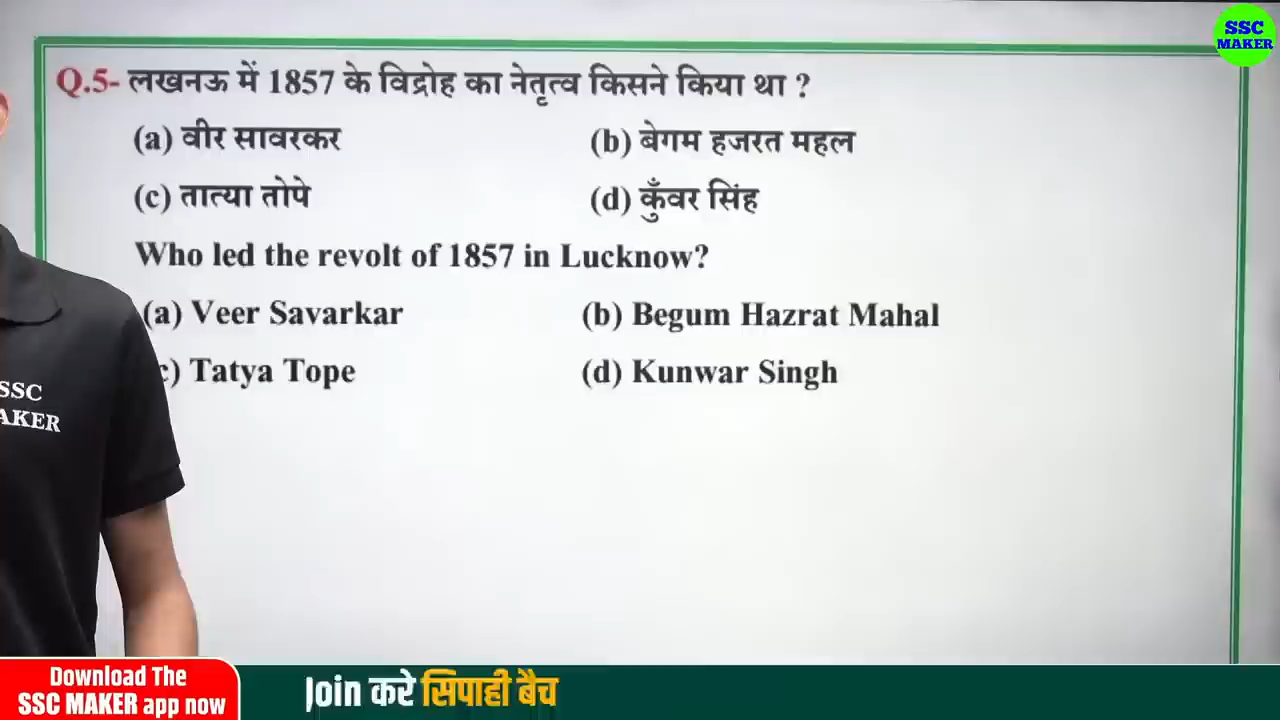 SSC
MAKER
Q.5- लखनऊ में 1857 के विद्रोह का नेतृत्व किसने किया था ?
(a) वीर सावरकर (b) बेगम हजरत महल
(c) तात्या तोपे (d) कुँवर सिंह
Who led the revolt of 1857 in Lucknow?
(a) Veer Savarkar (b) Begum Hazrat Mahal
c) Tatya Tope (d) Kunwar Singh
SSC
AKER
Download The
SSC MAKER app now
Join करे सिपाही बैच